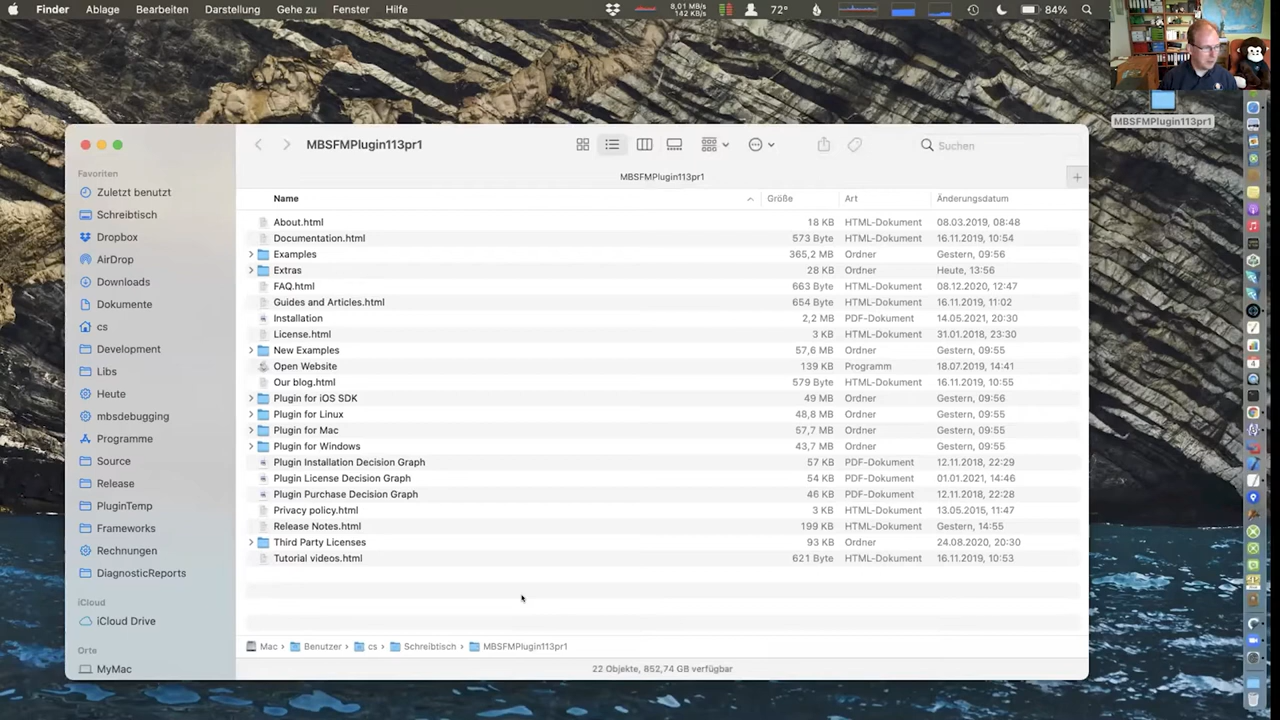 Finder Ablage Bearbeiten Darstellung Gehe zu Fenster Hilfe 8,01 MB/s 142 KB/s 72° 84%
MBSFMPlugin113pr1
MBSFMPlugin113pr1 Suchen
MBSFMPlugin113pr1
Favoriten
Zuletzt benutzt
Schreibtisch
Dropbox
AirDrop
Downloads
Dokumente
cs
Development
Libs
Heute
mbsdebugging
Programme
Source
Release
PluginTemp
Frameworks
Rechnungen
DiagnosticReports
iCloud
iCloud Drive
Orte
MyMac
Name Größe Art Änderungsdatum
About.html 18 KB HTML-Dokument 08.03.2019, 08:48
Documentation.html 573 Byte HTML-Dokument 16.11.2019, 10:54
Examples 365,2 MB Ordner Gestern, 09:56
Extras 28 KB Ordner Heute, 13:56
FAQ.html 663 Byte HTML-Dokument 08.12.2020, 12:47
Guides and Articles.html 654 Byte HTML-Dokument 16.11.2019, 11:02
Installation 2,2 MB PDF-Dokument 14.05.2021, 20:30
License.html 3 KB HTML-Dokument 31.01.2018, 23:30
New Examples 57,6 MB Ordner Gestern, 09:55
Open Website 139 KB Programm 18.07.2019, 14:41
Our blog.html 579 Byte HTML-Dokument 16.11.2019, 10:55
Plugin for iOS SDK 49 MB Ordner Gestern, 09:56
Plugin for Linux 48,8 MB Ordner Gestern, 09:55
Plugin for Mac 57,7 MB Ordner Gestern, 09:55
Plugin for Windows 43,7 MB Ordner Gestern, 09:55
Plugin Installation Decision Graph 57 KB PDF-Dokument 12.11.2018, 22:29
Plugin License Decision Graph 54 KB PDF-Dokument 01.01.2021, 14:46
Plugin Purchase Decision Graph 46 KB PDF-Dokument 12.11.2018, 22:28
Privacy policy.html 3 KB HTML-Dokument 13.05.2015, 11:47
Release Notes.html 199 KB HTML-Dokument Gestern, 14:55
Third Party Licenses 93 KB Ordner 24.08.2020, 20:30
Tutorial videos.html 621 Byte HTML-Dokument 16.11.2019, 10:53
Mac › Benutzer › cs › Schreibtisch › MBSFMPlugin113pr1
22 Objekte, 852,74 GB verfügbar